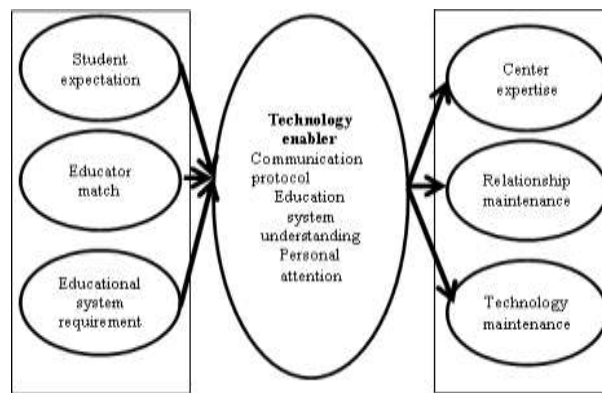 Student
expectation
Educator
match
Educational
system
requirement
Technology
enabler
Communication
protocol
Education
system
understanding
Personal
attention
Center
expertise
Relationship
maintenance
Technology
maintenance